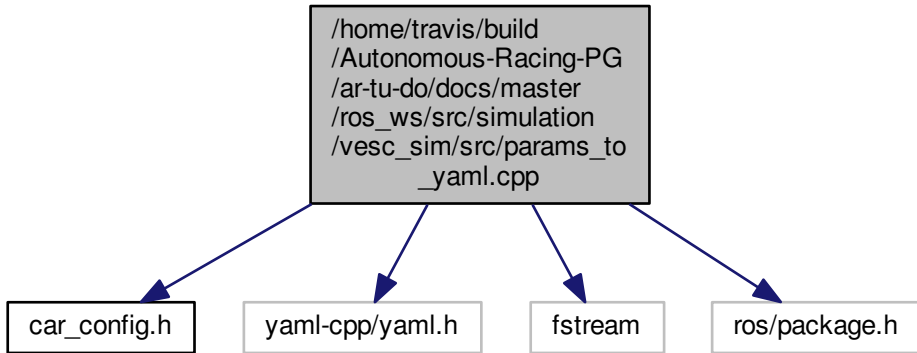 /home/travis/build
/Autonomous-Racing-PG
/ar-tu-do/docs/master
/ros_ws/src/simulation
/vesc_sim/src/params_to
_yaml.cpp
car_config.h
yaml-cpp/yaml.h
fstream
ros/package.h